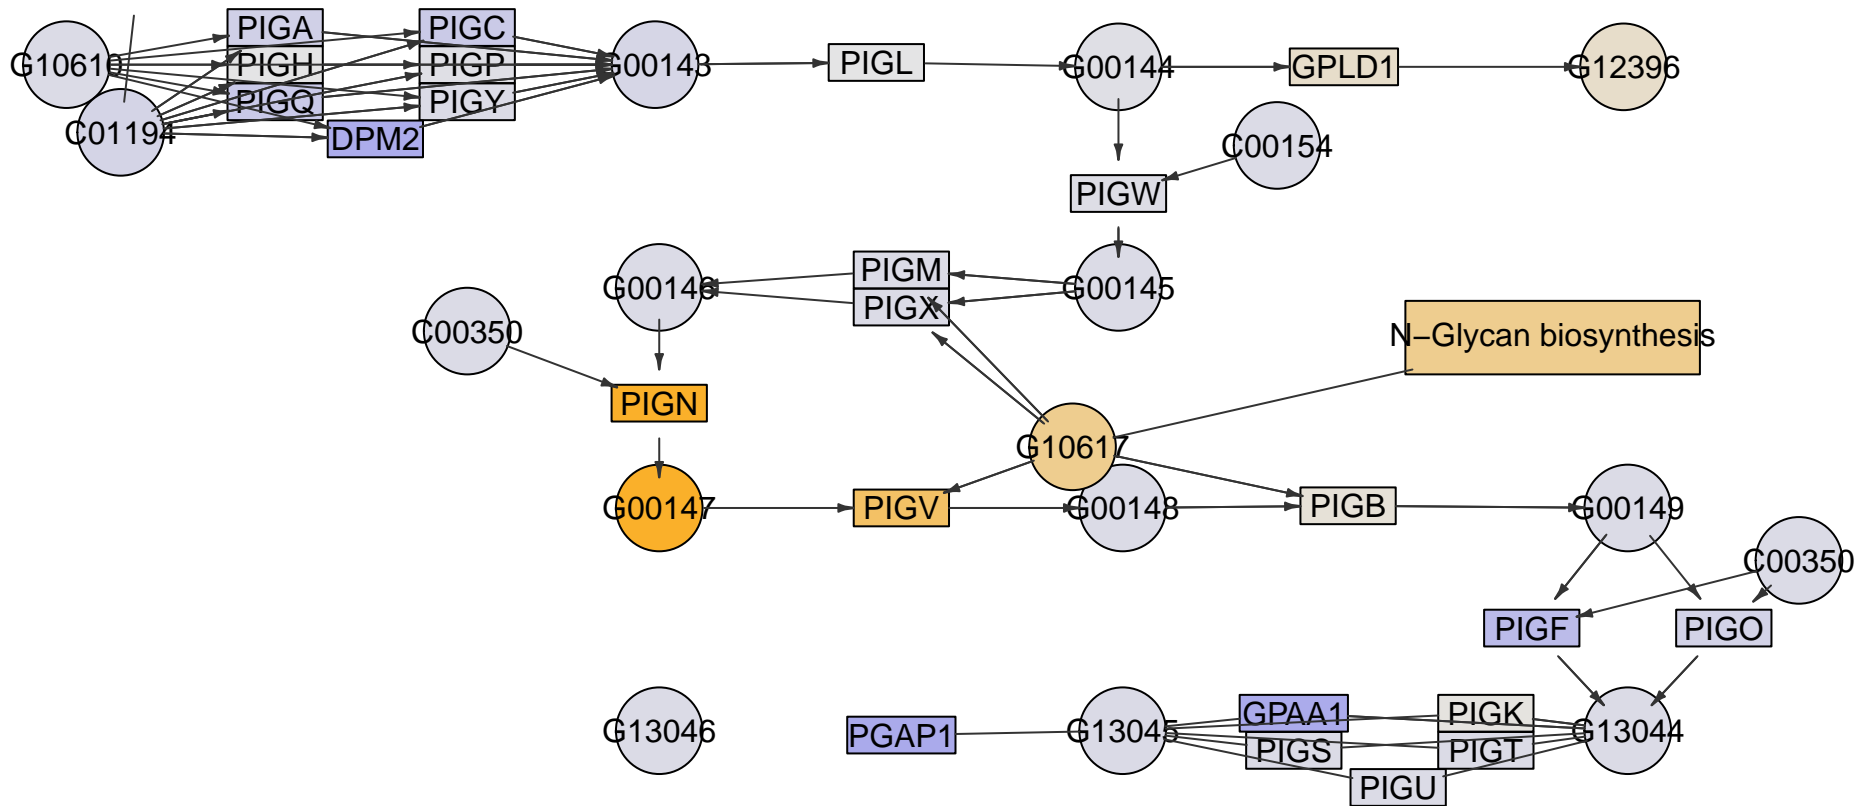 PIGA
PIGC
G10610
PIGH
PIGP
G00143
PIGL
G00144
GPLD1
G12396
PIGQ
PIGY
C01194
DPM2
C00154
PIGW
PIGM
G00146
G00145
PIGX
C00350
N−Glycan biosynthesis
PIGN
G10617
G00147
PIGV
G00148
PIGB
G00149
C00350
PIGF
PIGO
GPAA1
PIGK
G13046
PGAP1
G13045
G13044
PIGS
PIGT
PIGU